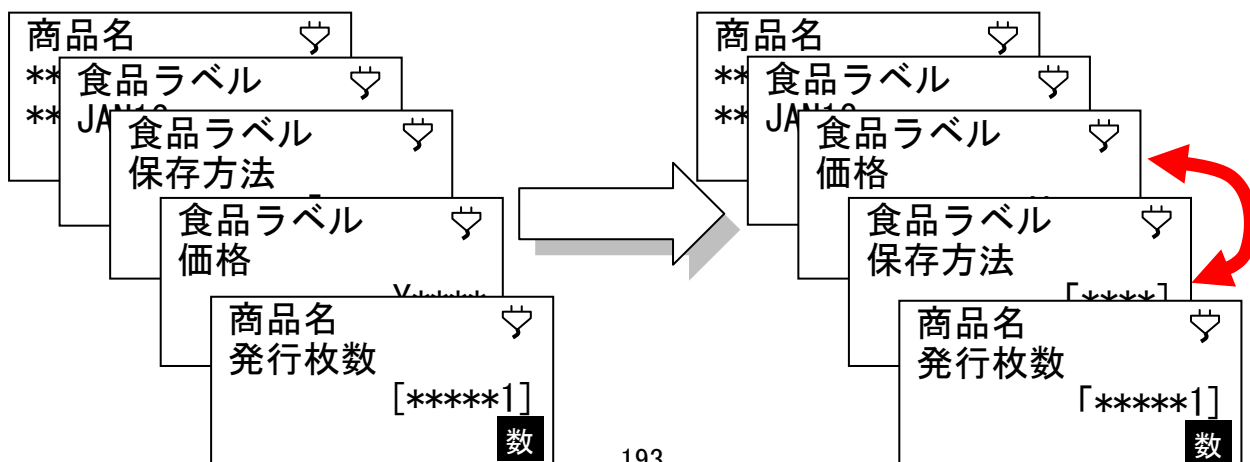 商品名
**
**
食品ラベル
JAN13
食品ラベル
保存方法
食品ラベル
価格
¥*****
商品名
発行枚数
[*****1]
数
商品名
**
**
食品ラベル
食品ラベル
価格
食品ラベル
保存方法
[****]
商品名
発行枚数
[*****1]
数
193